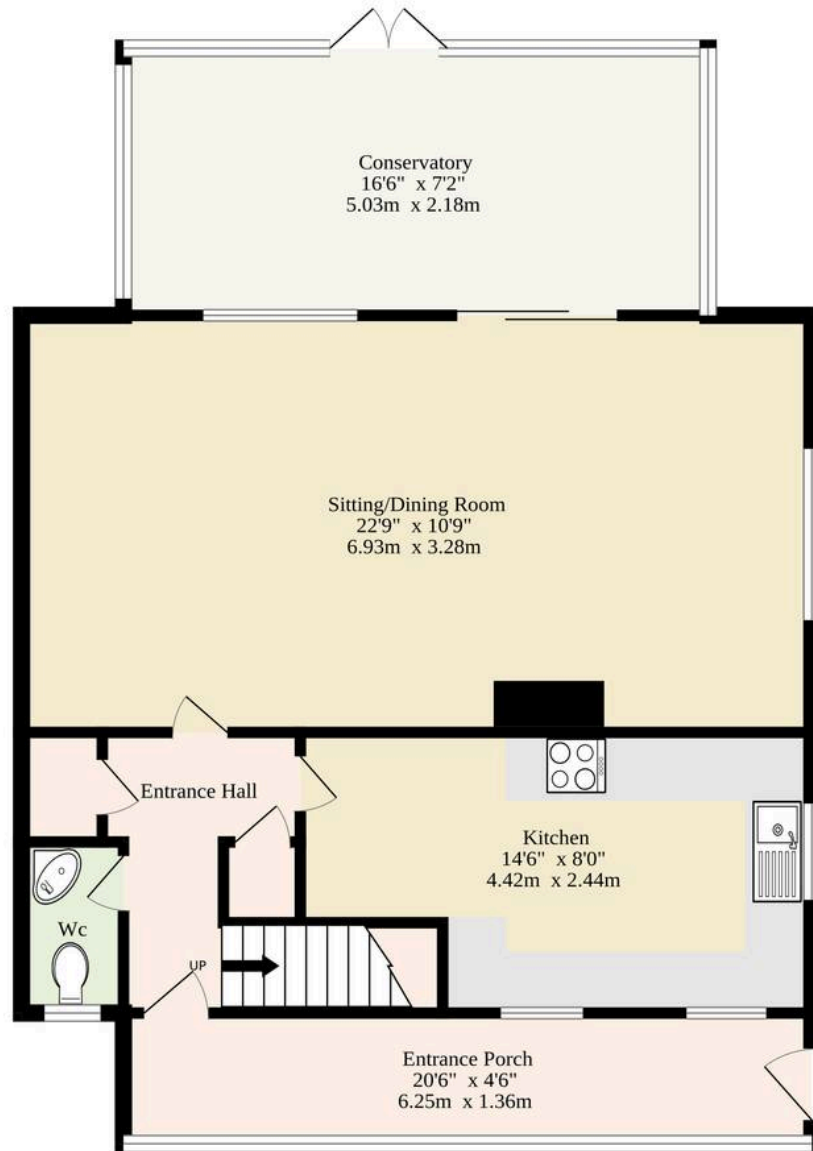 Conservatory
16'6" x 7'2"
5.03m x 2.18m
Sitting/Dining Room
22'9" x 10'9"
6.93m x 3.28m
Entrance Hall
Kitchen
14'6" x 8'0"
4.42m x 2.44m
Wc
UP
Entrance Porch
20'6" x 4'6"
6.25m x 1.36m